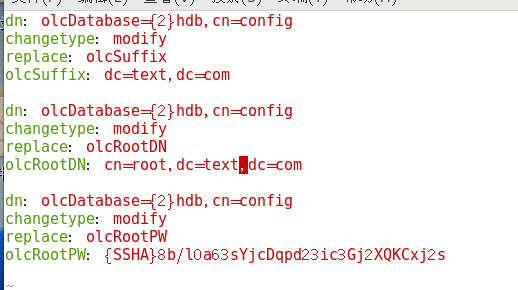 dn: olcDatabase={2}hdb,cn=config
changetype: modify
replace: olcSuffix
olcSuffix: dc=text,dc=com
dn: olcDatabase={2}hdb,cn=config
changetype: modify
replace: olcRootDN
olcRootDN: cn=root,dc=text,dc=com
dn: olcDatabase={2}hdb,cn=config
changetype: modify
replace: olcRootPW
olcRootPW: {SSHA}8b/l0a63sYjcDqpd23ic3Gj2XQKCxj2s
~